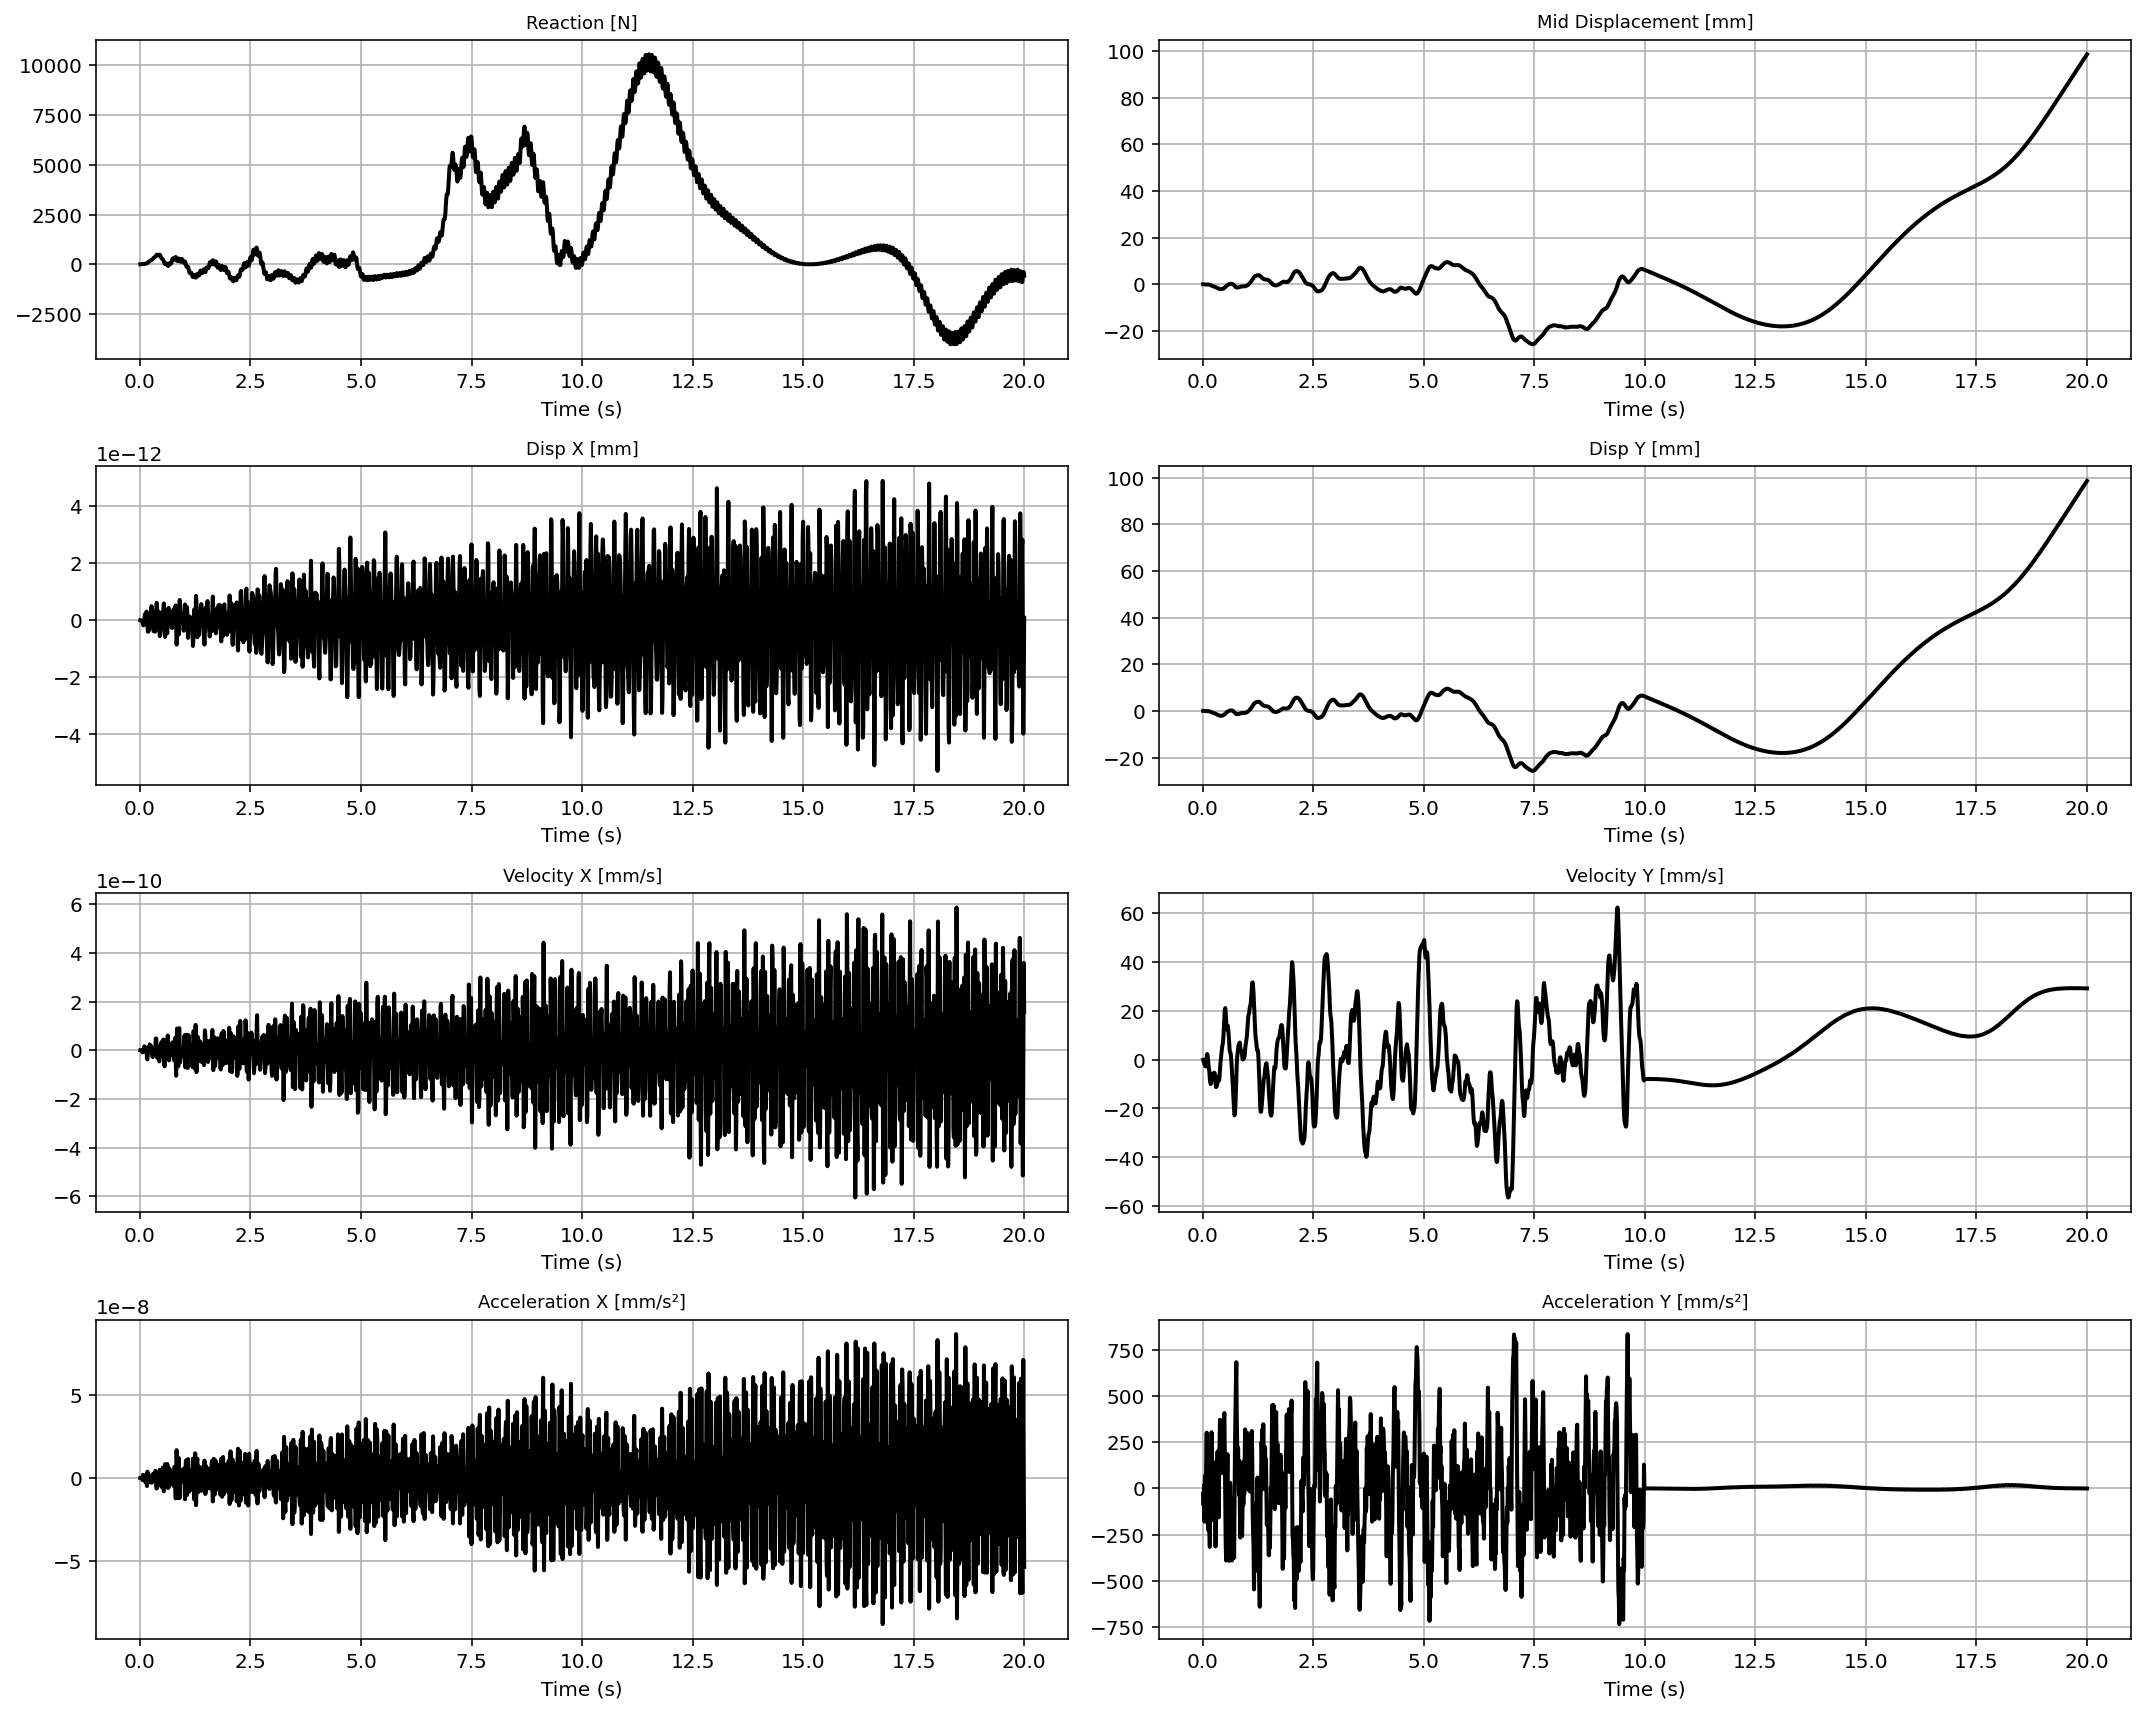 Reaction [N]
10000
7500
5000
2500
0
−2500
0.0 2.5 5.0 7.5 10.0 12.5 15.0 17.5 20.0
Time (s)
Mid Displacement [mm]
100
80
60
40
20
0
−20
0.0 2.5 5.0 7.5 10.0 12.5 15.0 17.5 20.0
Time (s)
Disp X [mm]
1e−12
4
2
0
−2
−4
0.0 2.5 5.0 7.5 10.0 12.5 15.0 17.5 20.0
Time (s)
Disp Y [mm]
100
80
60
40
20
0
−20
0.0 2.5 5.0 7.5 10.0 12.5 15.0 17.5 20.0
Time (s)
Velocity X [mm/s]
1e−10
6
4
2
0
−2
−4
−6
0.0 2.5 5.0 7.5 10.0 12.5 15.0 17.5 20.0
Time (s)
Velocity Y [mm/s]
60
40
20
0
−20
−40
−60
0.0 2.5 5.0 7.5 10.0 12.5 15.0 17.5 20.0
Time (s)
Acceleration X [mm/s²]
1e−8
5
0
−5
0.0 2.5 5.0 7.5 10.0 12.5 15.0 17.5 20.0
Time (s)
Acceleration Y [mm/s²]
750
500
250
0
−250
−500
−750
0.0 2.5 5.0 7.5 10.0 12.5 15.0 17.5 20.0
Time (s)